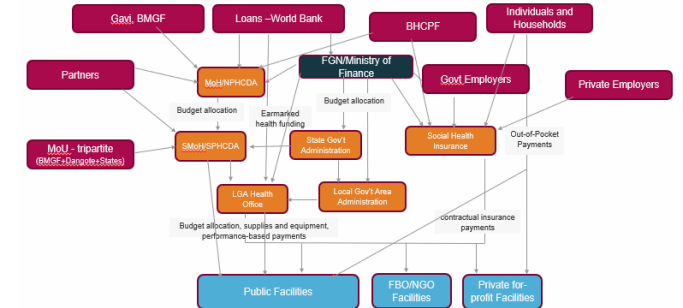 Gavi, BMGF
Loans –World Bank
BHCPF
Individuals and
Households
Partners
MoH/NPHCDA
FGN/Ministry of
Finance
Govt Employers
Private Employers
Budget allocation
Earmarked
health funding
Budget allocation
MoU - tripartite
(BMGF+Dangote+States)
SMoH/SPHCDA
State Gov't
Administration
Social Health
Insurance
Out-of-Pocket
Payments
LGA Health
Office
Local Gov't Area
Administration
Budget allocation, supplies and equipment,
performance-based payments
contractual insurance
payments
Public Facilities
FBO/NGO
Facilities
Private for-
profit Facilities